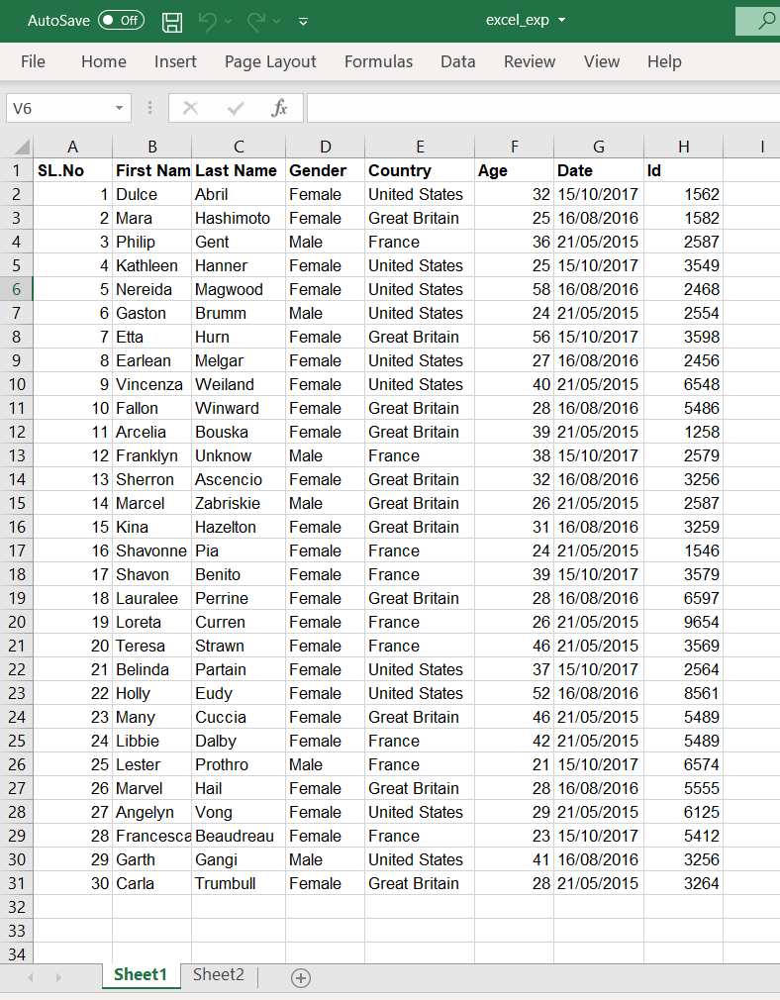 AutoSave Off excel_exp
File Home Insert Page Layout Formulas Data Review View Help
V6 fx
A B C D E F G H I
1 SL.No First Nam Last Name Gender Country Age Date Id
2 1 Dulce Abril Female United States 32 15/10/2017 1562
3 2 Mara Hashimoto Female Great Britain 25 16/08/2016 1582
4 3 Philip Gent Male France 36 21/05/2015 2587
5 4 Kathleen Hanner Female United States 25 15/10/2017 3549
6 5 Nereida Magwood Female United States 58 16/08/2016 2468
7 6 Gaston Brumm Male United States 24 21/05/2015 2554
8 7 Etta Hurn Female Great Britain 56 15/10/2017 3598
9 8 Earlean Melgar Female United States 27 16/08/2016 2456
10 9 Vincenza Weiland Female United States 40 21/05/2015 6548
11 10 Fallon Winward Female Great Britain 28 16/08/2016 5486
12 11 Arcelia Bouska Female Great Britain 39 21/05/2015 1258
13 12 Franklyn Unknow Male France 38 15/10/2017 2579
14 13 Sherron Ascencio Female Great Britain 32 16/08/2016 3256
15 14 Marcel Zabriskie Male Great Britain 26 21/05/2015 2587
16 15 Kina Hazelton Female Great Britain 31 16/08/2016 3259
17 16 Shavonne Pia Female France 24 21/05/2015 1546
18 17 Shavon Benito Female France 39 15/10/2017 3579
19 18 Lauralee Perrine Female Great Britain 28 16/08/2016 6597
20 19 Loreta Curren Female France 26 21/05/2015 9654
21 20 Teresa Strawn Female France 46 21/05/2015 3569
22 21 Belinda Partain Female United States 37 15/10/2017 2564
23 22 Holly Eudy Female United States 52 16/08/2016 8561
24 23 Many Cuccia Female Great Britain 46 21/05/2015 5489
25 24 Libbie Dalby Female France 42 21/05/2015 5489
26 25 Lester Prothro Male France 21 15/10/2017 6574
27 26 Marvel Hail Female Great Britain 28 16/08/2016 5555
28 27 Angelyn Vong Female United States 29 21/05/2015 6125
29 28 Francesca Beaudreau Female France 23 15/10/2017 5412
30 29 Garth Gangi Male United States 41 16/08/2016 3256
31 30 Carla Trumbull Female Great Britain 28 21/05/2015 3264
32
33
34
Sheet1 Sheet2